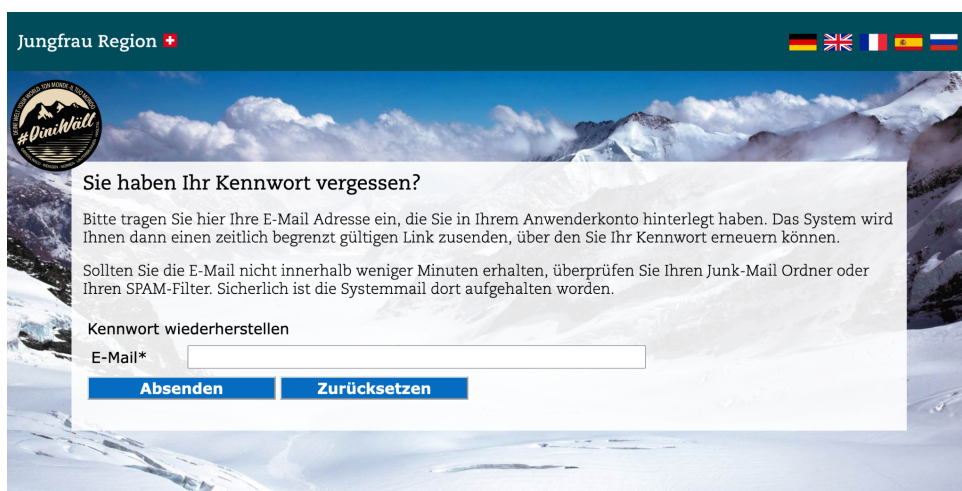 Jungfrau Region
#DiniWält
Sie haben Ihr Kennwort vergessen?
Bitte tragen Sie hier Ihre E-Mail Adresse ein, die Sie in Ihrem Anwenderkonto hinterlegt haben. Das System wird
Ihnen dann einen zeitlich begrenzt gültigen Link zusenden, über den Sie Ihr Kennwort erneuern können.
Sollten Sie die E-Mail nicht innerhalb weniger Minuten erhalten, überprüfen Sie Ihren Junk-Mail Ordner oder
Ihren SPAM-Filter. Sicherlich ist die Systemmail dort aufgehalten worden.
Kennwort wiederherstellen
E-Mail*
Absenden Zurücksetzen